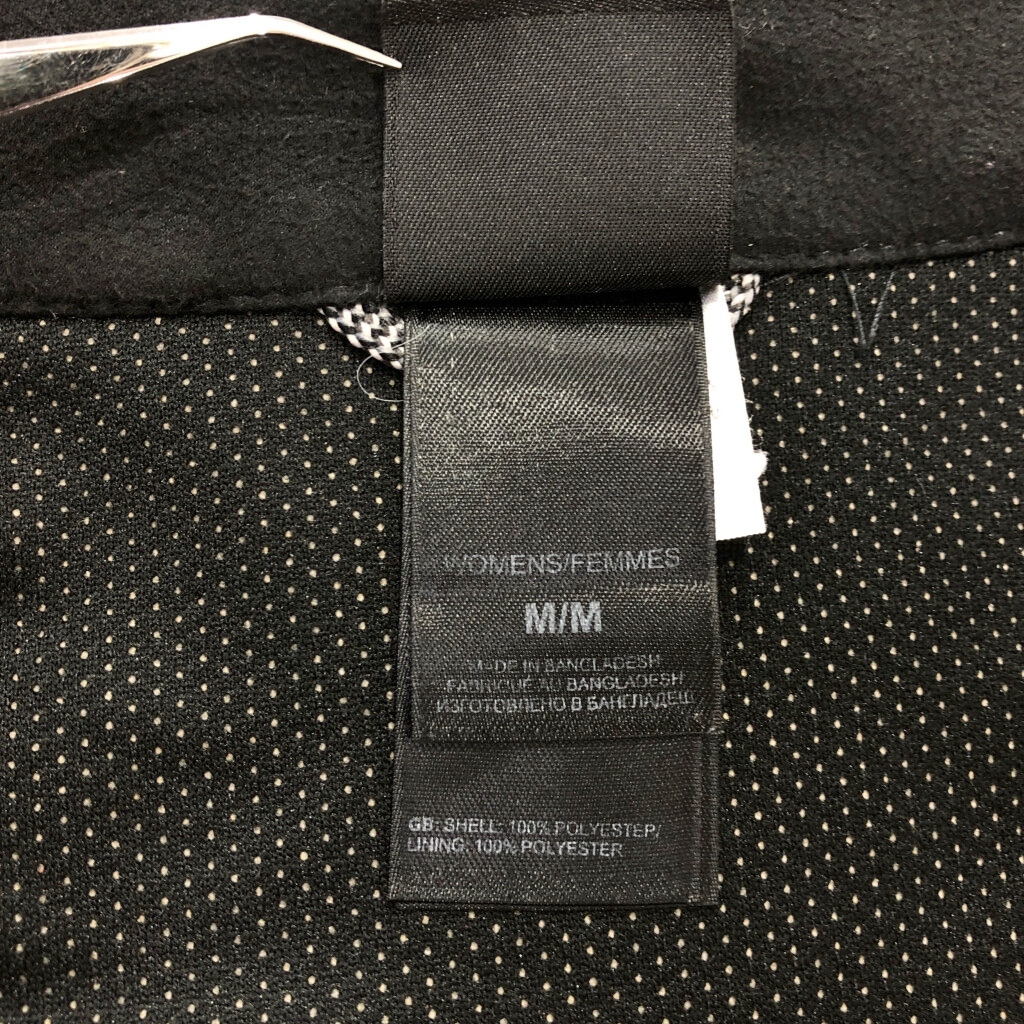 WOMENS/FEMMES
M/M
MADE IN BANGLADESH
FABRIQUÉ AU BANGLADESH
ИЗГОТОВЛЕНО В БАНГЛАДЕШ
GB: SHELL: 100% POLYESTER/
LINING: 100% POLYESTER